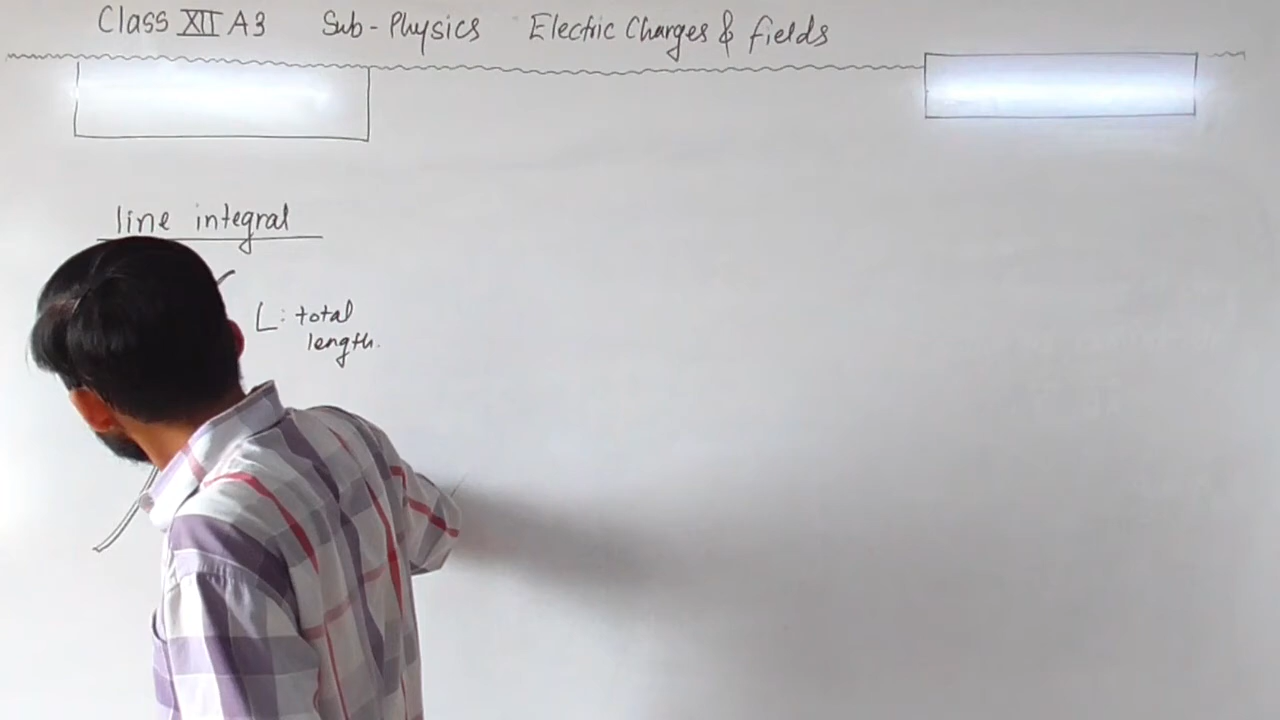 Class XII A3 Sub-Physics Electric Charges & fields
line integral
L: total
length.